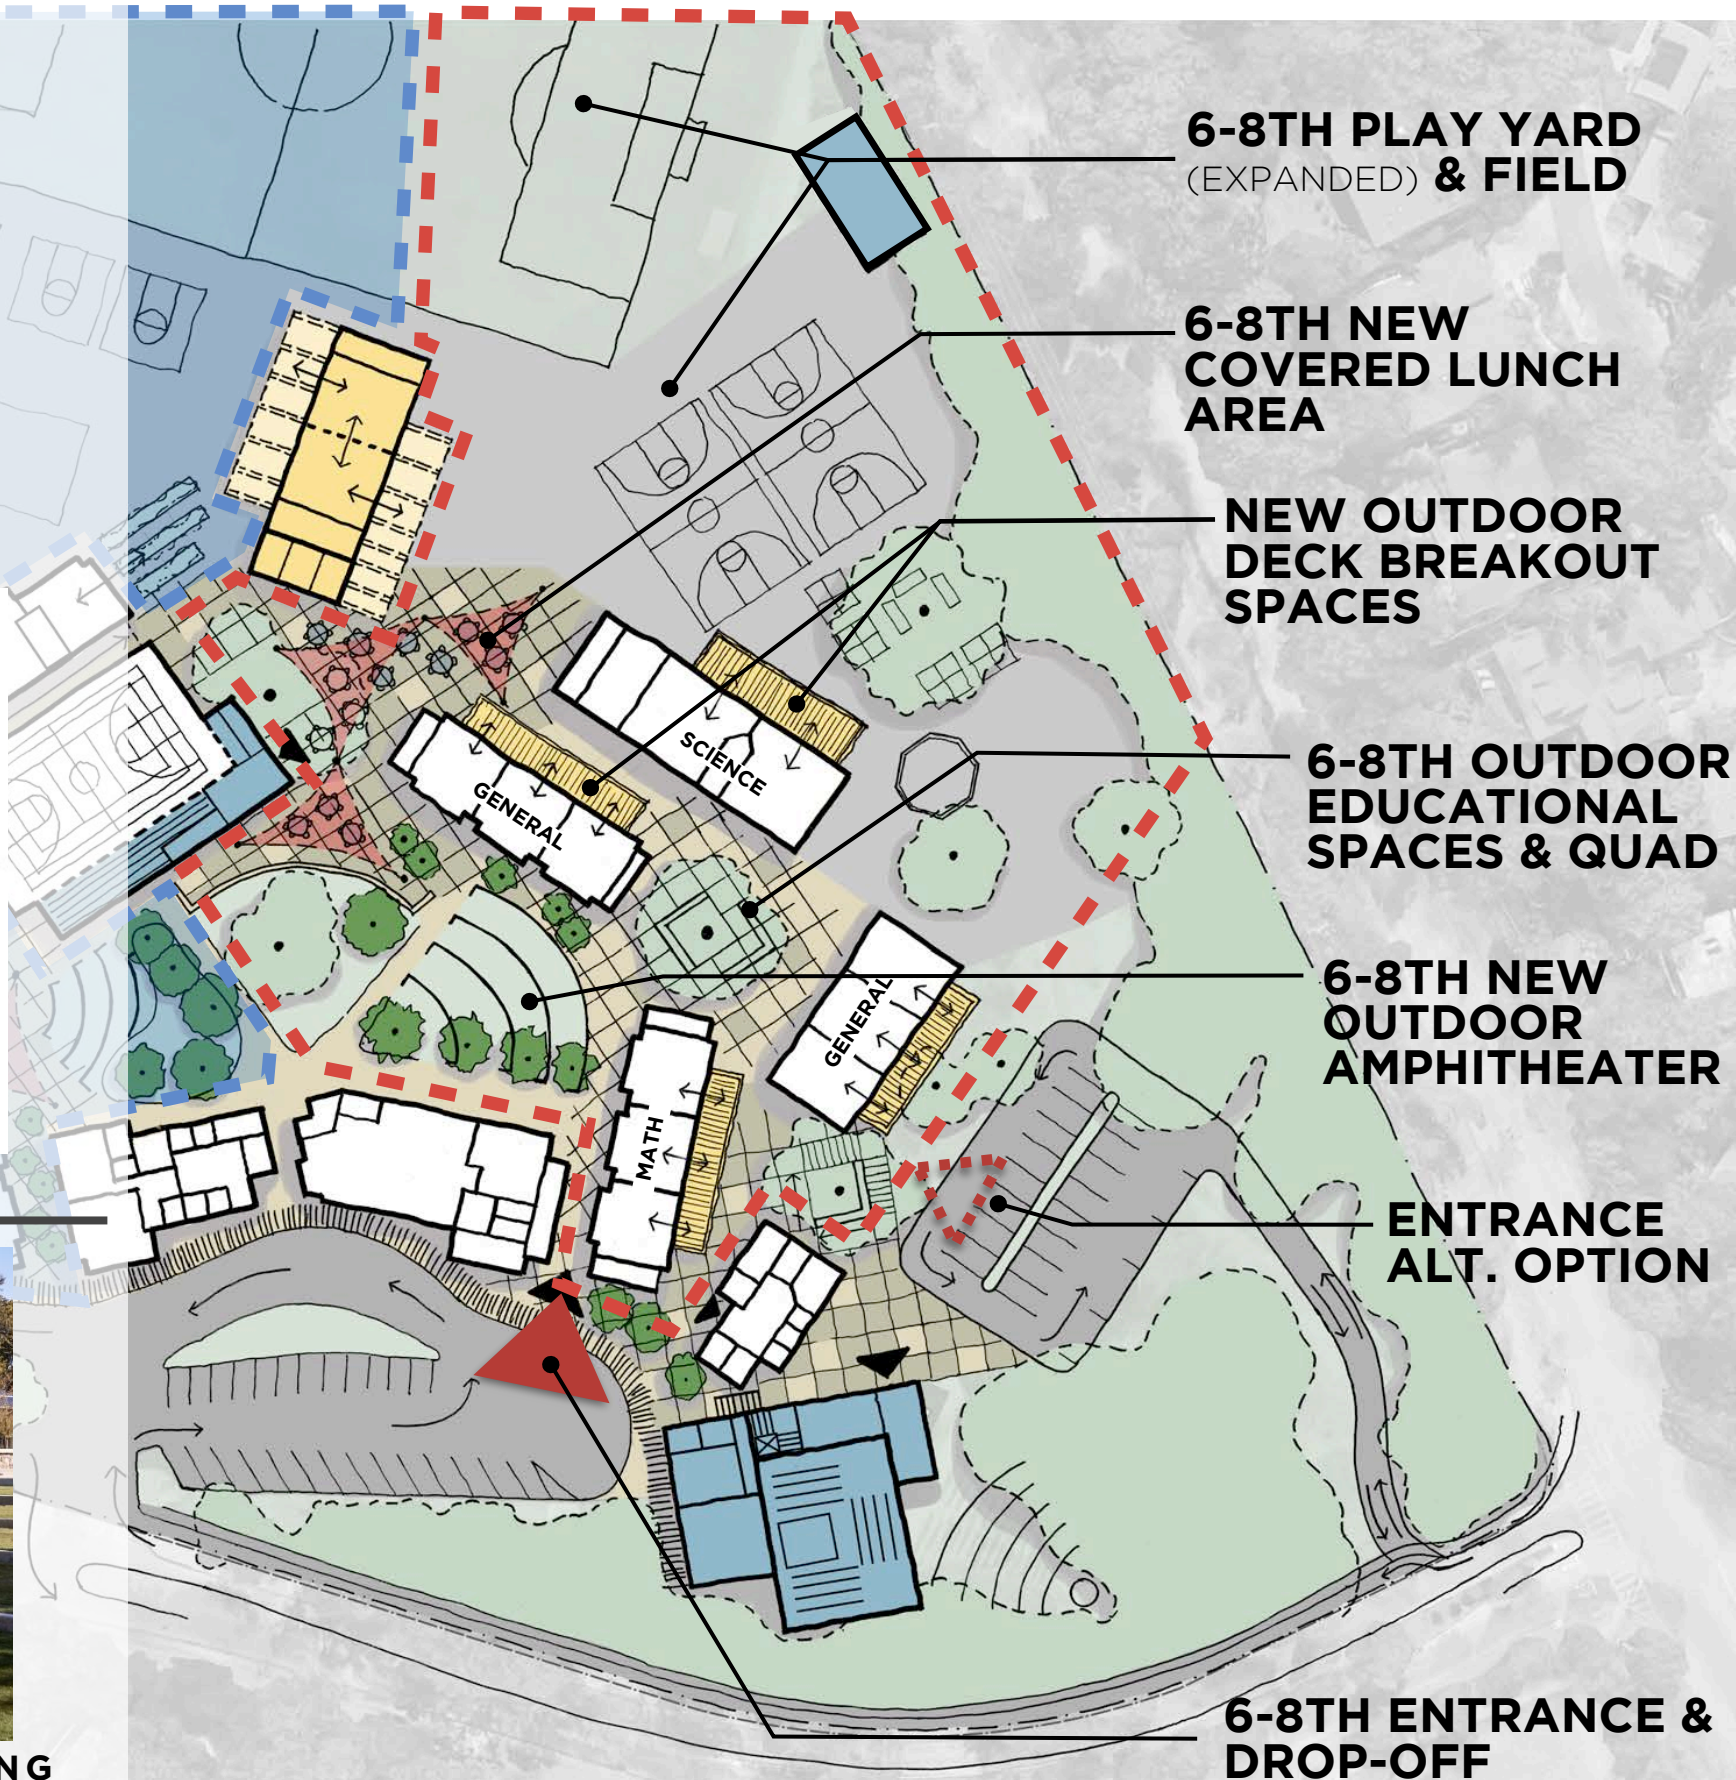 6-8TH PLAY YARD
(EXPANDED) & FIELD
6-8TH NEW
COVERED LUNCH
AREA
NEW OUTDOOR
DECK BREAKOUT
SPACES
SCIENCE
GENERAL
6-8TH OUTDOOR
EDUCATIONAL
SPACES & QUAD
GENERAL
6-8TH NEW
OUTDOOR
AMPHITHEATER
MATH
ENTRANCE
ALT. OPTION
6-8TH ENTRANCE &
DROP-OFF
NG